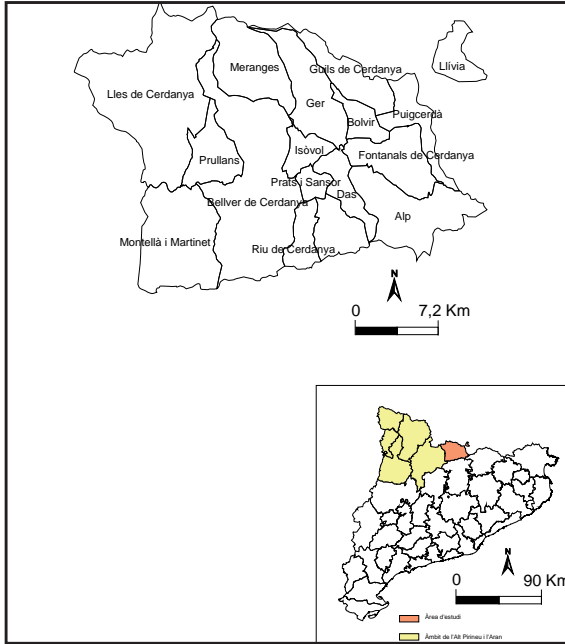 Llívia
Meranges
Guils de Cerdanya
Lles de Cerdanya
Ger
Puigcerdà
Bolvir
Isòvol
Fontanals de Cerdanya
Prullans
Prats i Sansor
Das
Bellver de Cerdanya
Alp
Montellà i Martinet
Riu de Cerdanya
N
0 7,2 Km
N
0 90 Km
Àrea d'estudi
Àmbit de l'Alt Pirineu i l'Aran